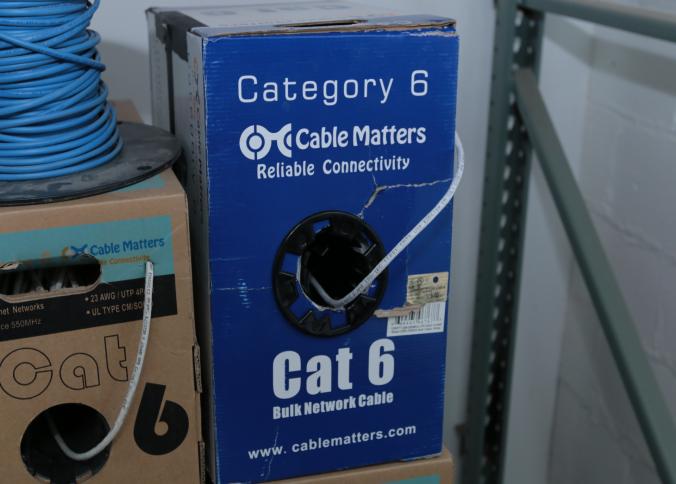 Category 6
Cable Matters
Reliable Connectivity
Cat 6
Bulk Network Cable
www.cablematters.com
Cable Matters
Connectivity
• 23 AWG | UTP 4P
• UL TYPE CM/SO
net Networks
ce 550MHz
Cat
6